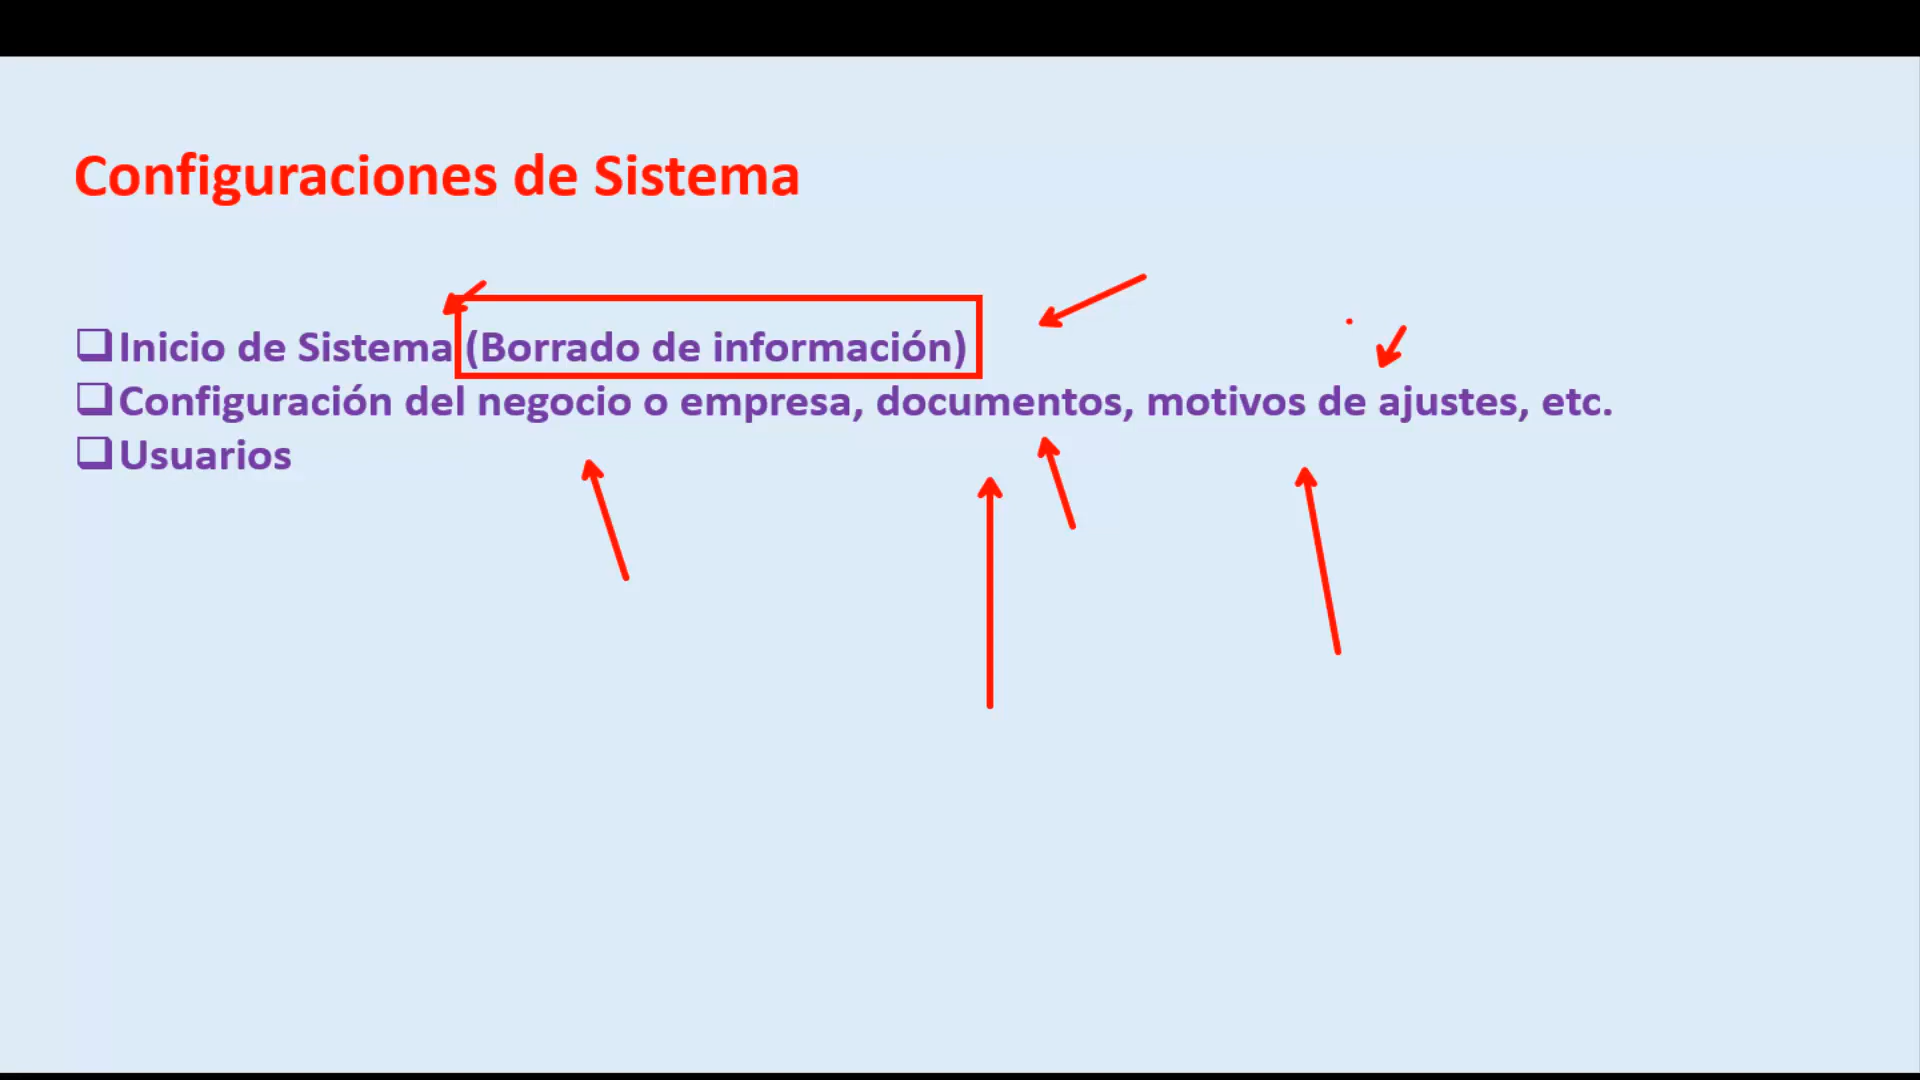 Configuraciones de Sistema
Inicio de Sistema (Borrado de información)
Configuración del negocio o empresa, documentos, motivos de ajustes, etc.
Usuarios